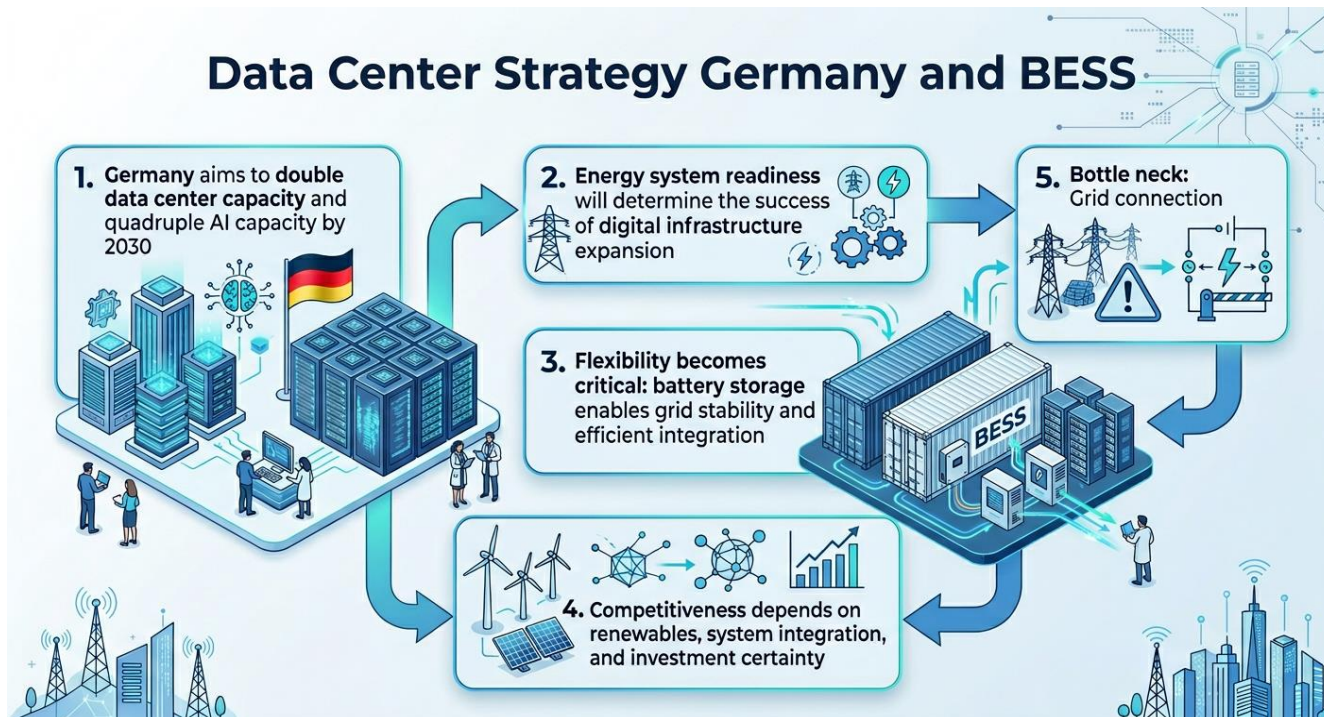 Data Center Strategy Germany and BESS
1. Germany aims to double
data center capacity and
quadruple AI capacity by
2030
2. Energy system readiness
will determine the success
of digital infrastructure
expansion
3. Flexibility becomes
critical: battery storage
enables grid stability and
efficient integration
BESS
4. Competitiveness depends on
renewables, system integration,
and investment certainty
5. Bottle neck:
Grid connection